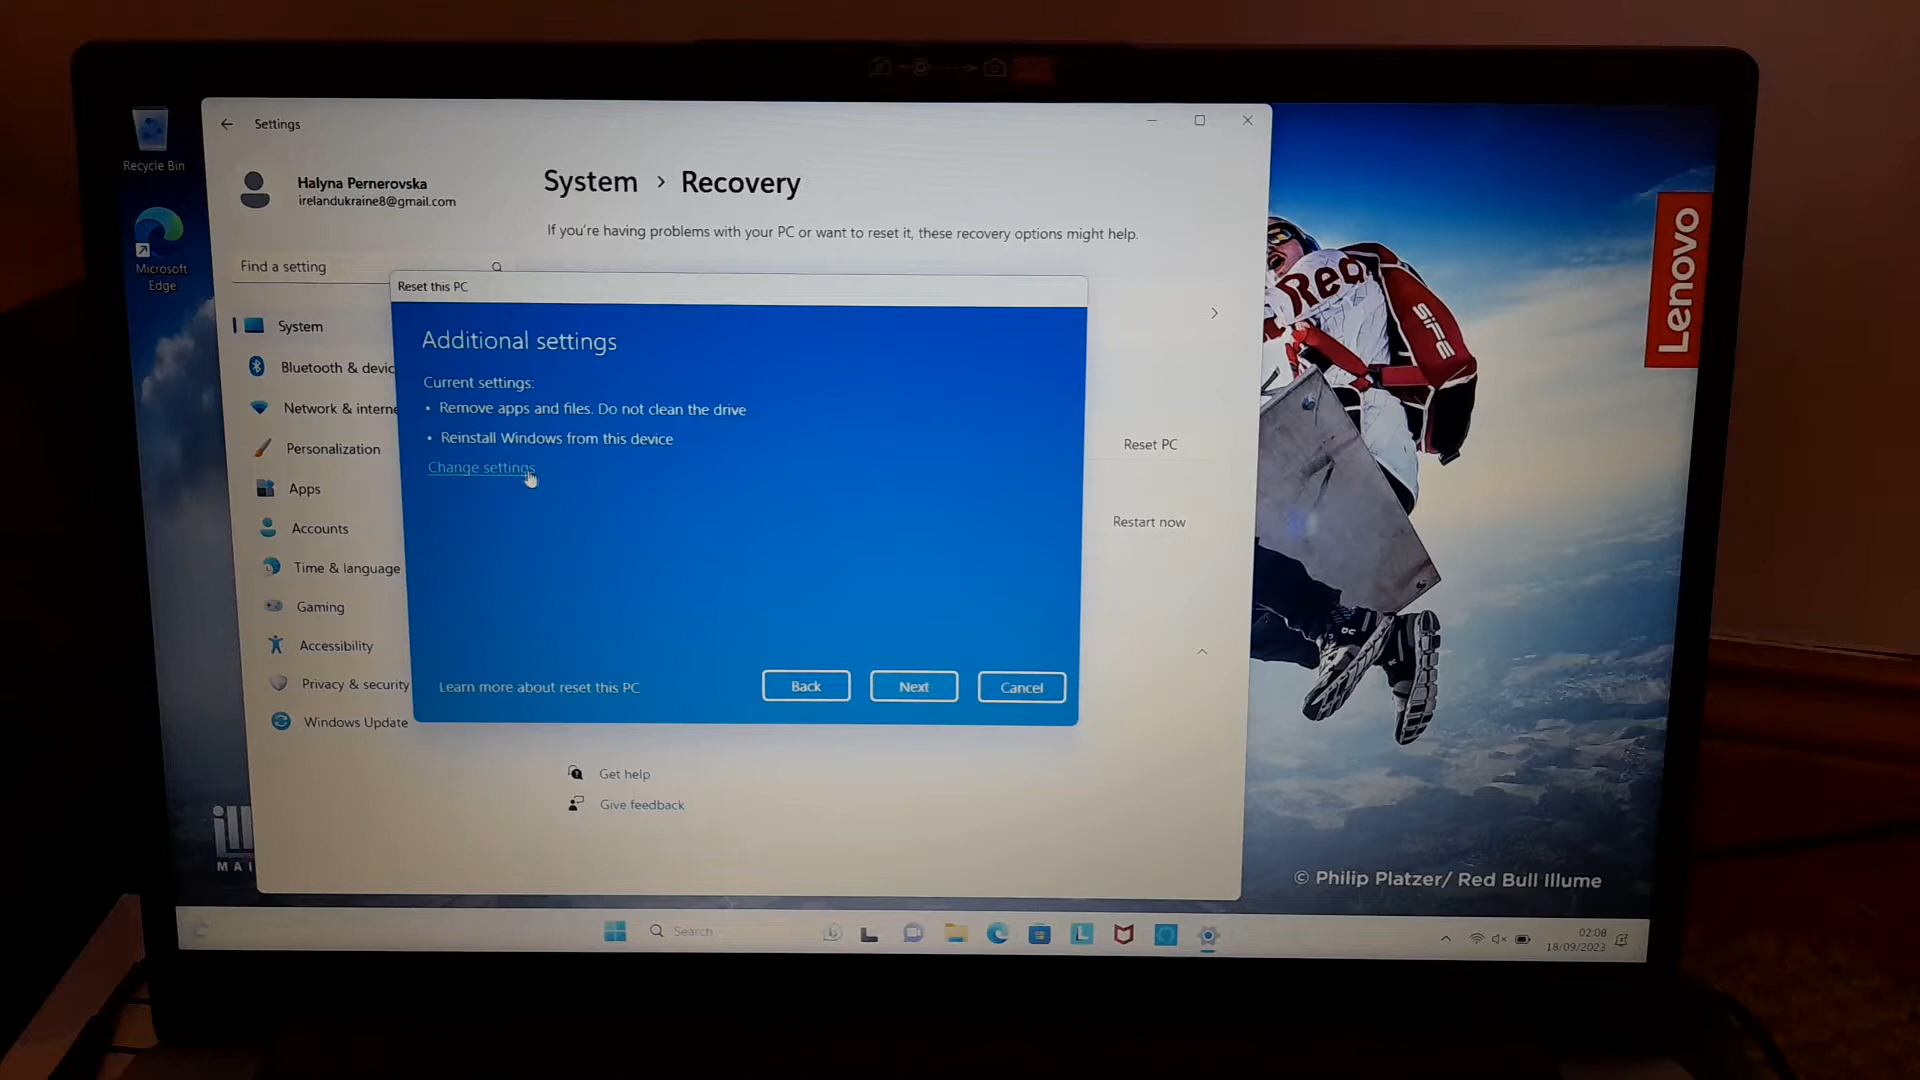 Recycle Bin
Microsoft
Edge
Settings
Halyna Pernerovska
irelandukraine8@gmail.com
Find a setting
System
Bluetooth & devic
Network & interne
Personalization
Apps
Accounts
Time & language
Gaming
Accessibility
Privacy & security
Windows Update
System > Recovery
If you're having problems with your PC or want to reset it, these recovery options might help.
Reset this PC
Additional settings
Current settings:
• Remove apps and files. Do not clean the drive
• Reinstall Windows from this device
Change settings
Learn more about reset this PC
Back
Next
Cancel
Reset PC
Restart now
Get help
Give feedback
Lenovo
Red
SIFE
DC
© Philip Platzer/ Red Bull Illume
MAI
Search
02:08
18/09/2023